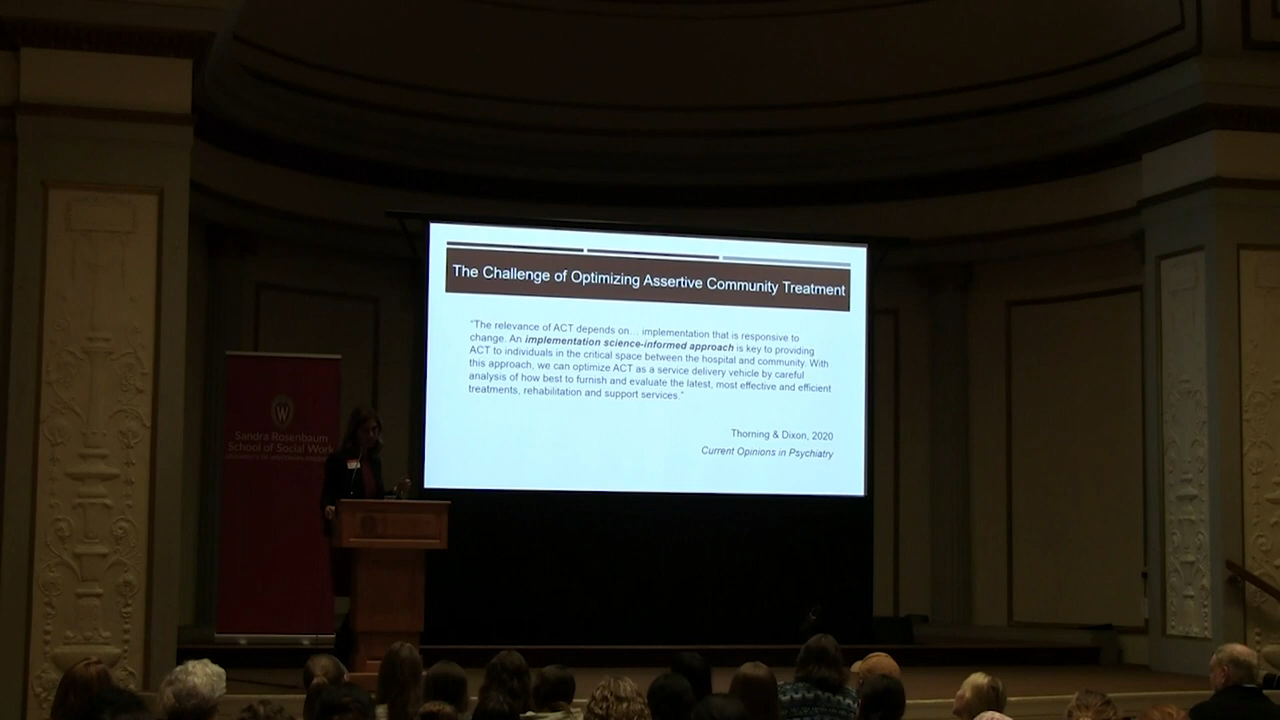 The Challenge of Optimizing Assertive Community Treatment
"The relevance of ACT depends on… implementation that is responsive to
change. An implementation science-informed approach is key to providing
ACT to individuals in the critical space between the hospital and community. With
this approach, we can optimize ACT as a service delivery vehicle by careful
analysis of how best to furnish and evaluate the latest, most effective and efficient
treatments, rehabilitation and support services."
Thorning & Dixon, 2020
Current Opinions in Psychiatry
W
Sandra Rosenbaum
School of Social Work
UNIVERSITY OF WISCONSIN-MADISON